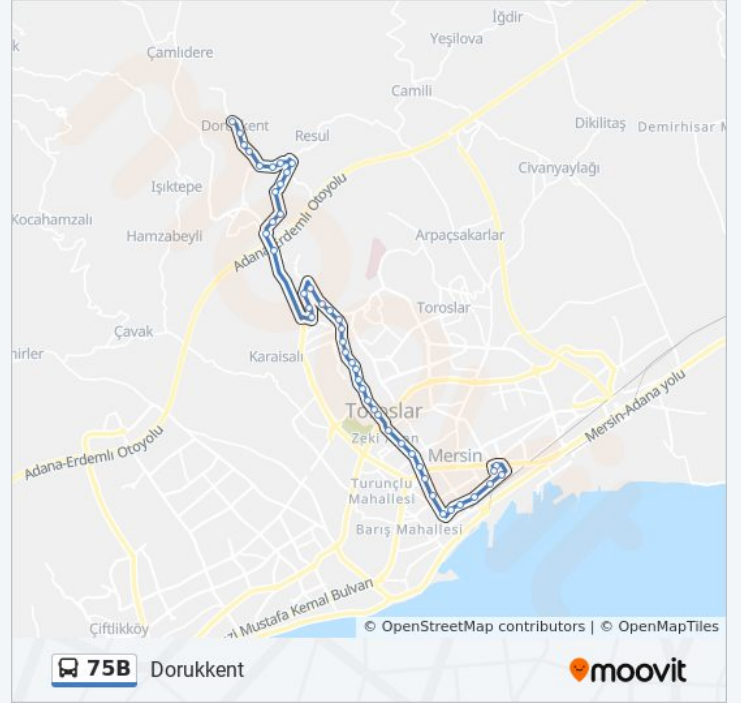 İğdir
Yeşilova
Çamlıdere
k
Camili
Dorukkent
Resul
Dikilitaş
Demirhisar M
Civanyaylağı
Işıktepe
Kocahamzalı
Hamzabeyli
Arpaçsakarlar
Adana-Erdemli Otoyolu
Toroslar
Çavak
irler
Karaisalı
Toroslar
Mersin-Adana yolu
Zeki Ayan
Mersin
Adana-Erdemli Otoyolu
Turunçlu
Mahallesi
Barış Mahallesi
zi Mustafa Kemal Bulvarı
Çiftlikköy
© OpenStreetMap contributors | © OpenMapTiles
75B Dorukkent
moovit